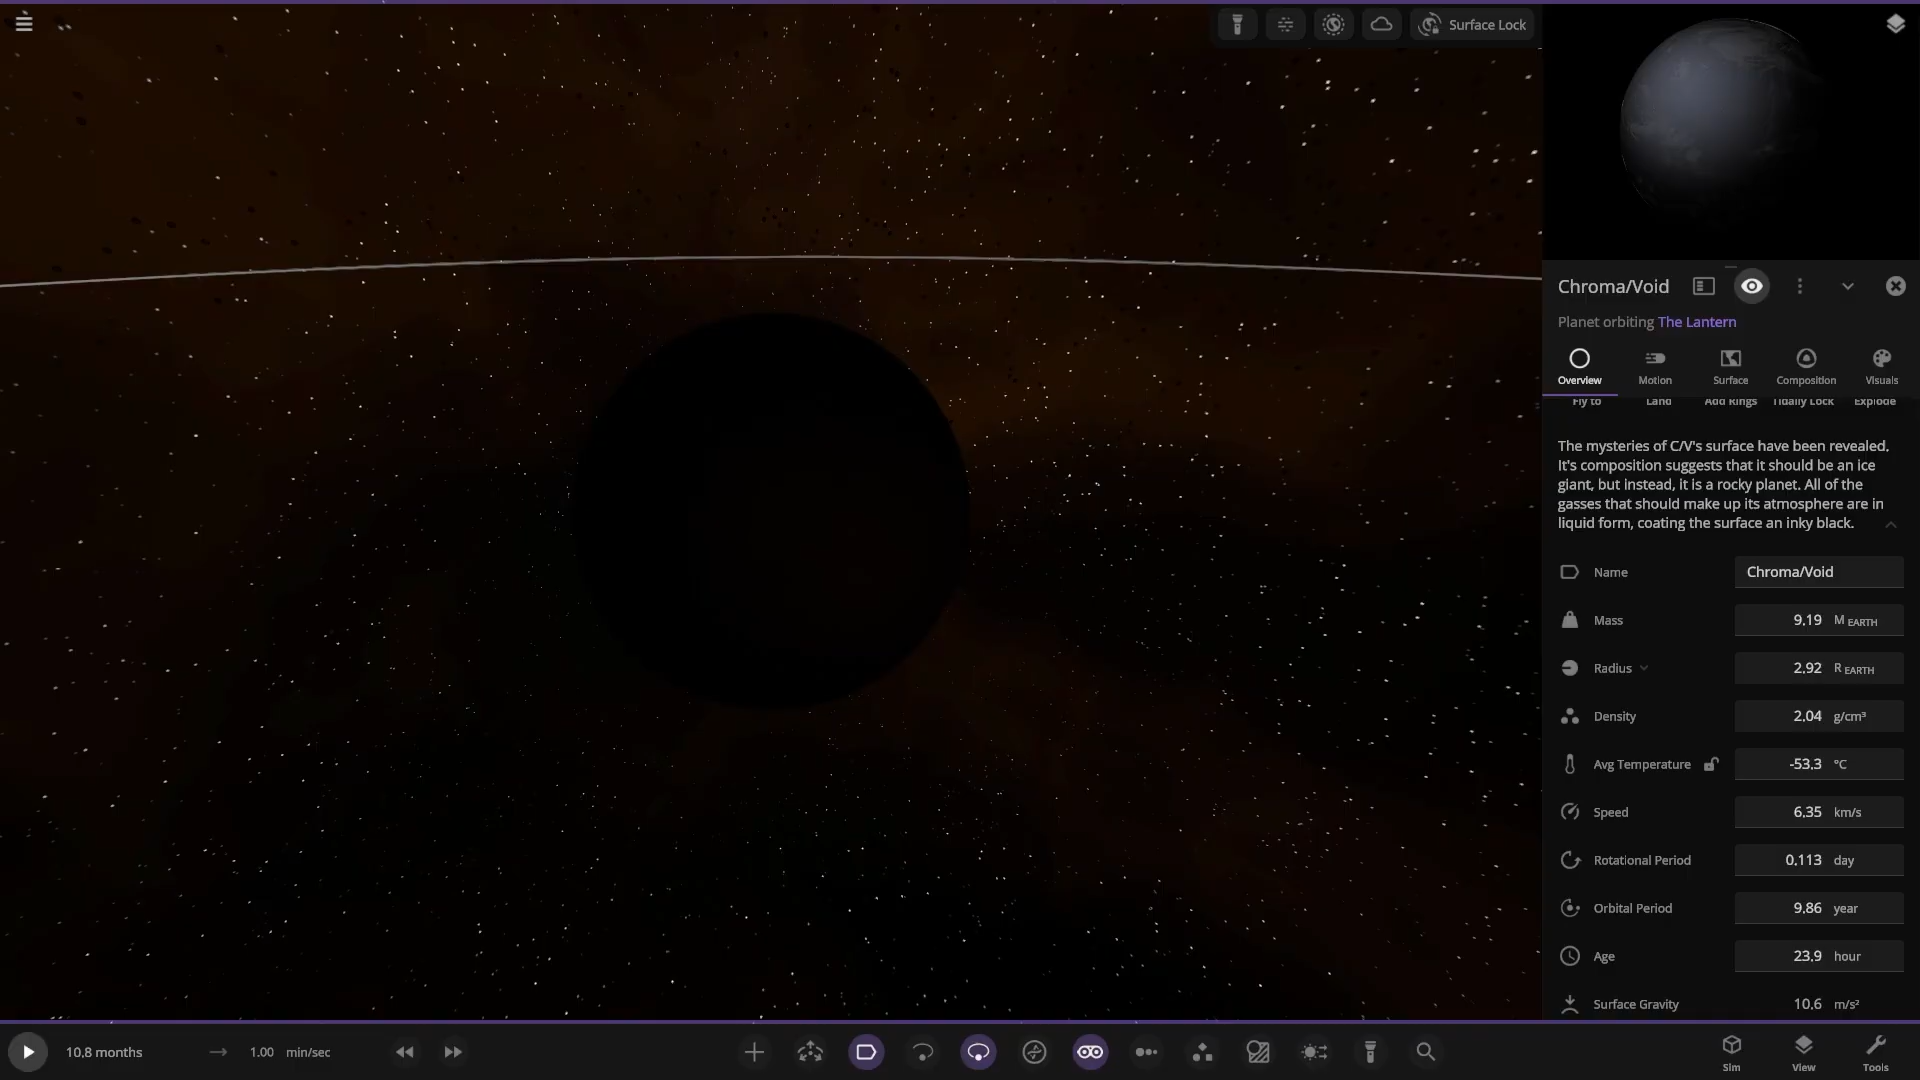 Surface Lock
Chroma/Void
Planet orbiting The Lantern
Overview Motion Surface Composition Visuals
Fly to Land Add Rings Tidally Lock Explode
The mysteries of C/V's surface have been revealed.
It's composition suggests that it should be an ice
giant, but instead, it is a rocky planet. All of the
gasses that should make up its atmosphere are in
liquid form, coating the surface an inky black.
Name Chroma/Void
Mass 9.19 M EARTH
Radius 2.92 R EARTH
Density 2.04 g/cm³
Avg Temperature -53.3 °C
Speed 6.35 km/s
Rotational Period 0.113 day
Orbital Period 9.86 year
Age 23.9 hour
Surface Gravity 10.6 m/s²
10.8 months → 1.00 min/sec
Sim View Tools